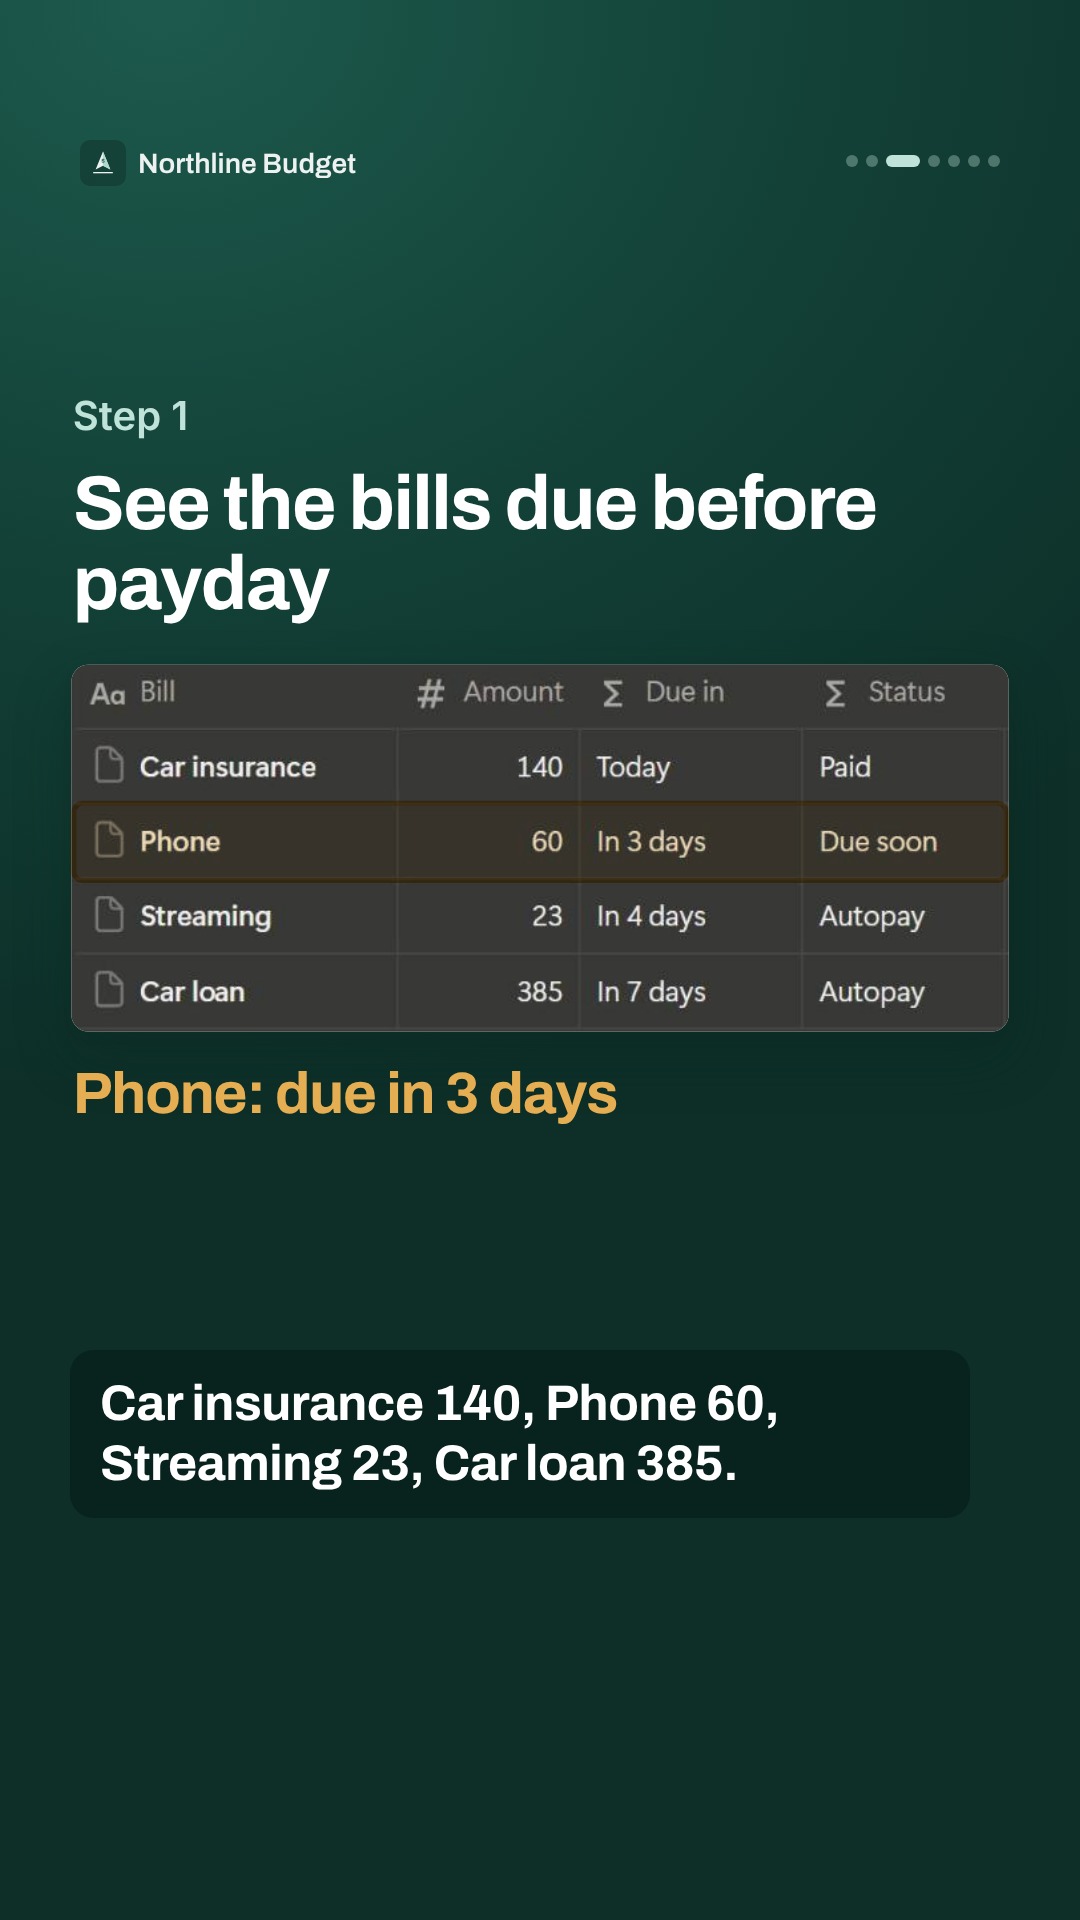 Northline Budget
Step 1
See the bills due before
payday
Aa Bill # Amount Σ Due in Σ Status
Car insurance 140 Today Paid
Phone 60 In 3 days Due soon
Streaming 23 In 4 days Autopay
Car loan 385 In 7 days Autopay
Phone: due in 3 days
Car insurance 140, Phone 60,
Streaming 23, Car loan 385.